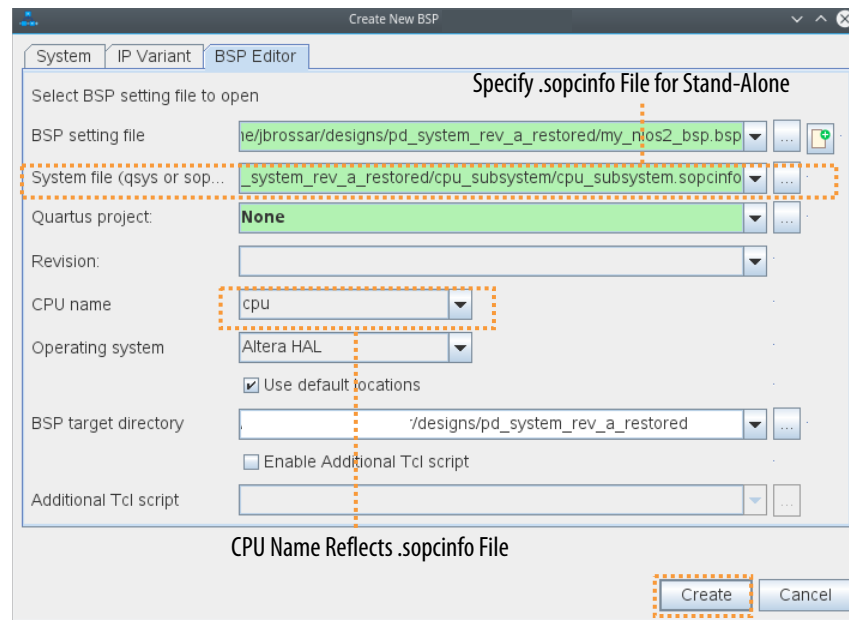 Create New BSP
System IP Variant BSP Editor
Specify .sopcinfo File for Stand-Alone
Select BSP setting file to open
BSP setting file ne/jbrossar/designs/pd_system_rev_a_restored/my_nios2_bsp.bsp ...
System file (qsys or sop... _system_rev_a_restored/cpu_subsystem/cpu_subsystem.sopcinfo ...
Quartus project: None ...
Revision:
CPU name cpu
Operating system Altera HAL
Use default locations
BSP target directory /designs/pd_system_rev_a_restored ...
Enable Additional Tcl script
Additional Tcl script ...
CPU Name Reflects .sopcinfo File
Create Cancel